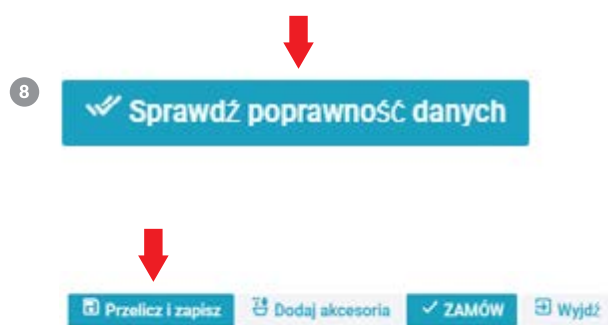 8
Sprawdź poprawność danych
Przelicz i zapisz Dodaj akcesoria ZAMÓW Wyjdź